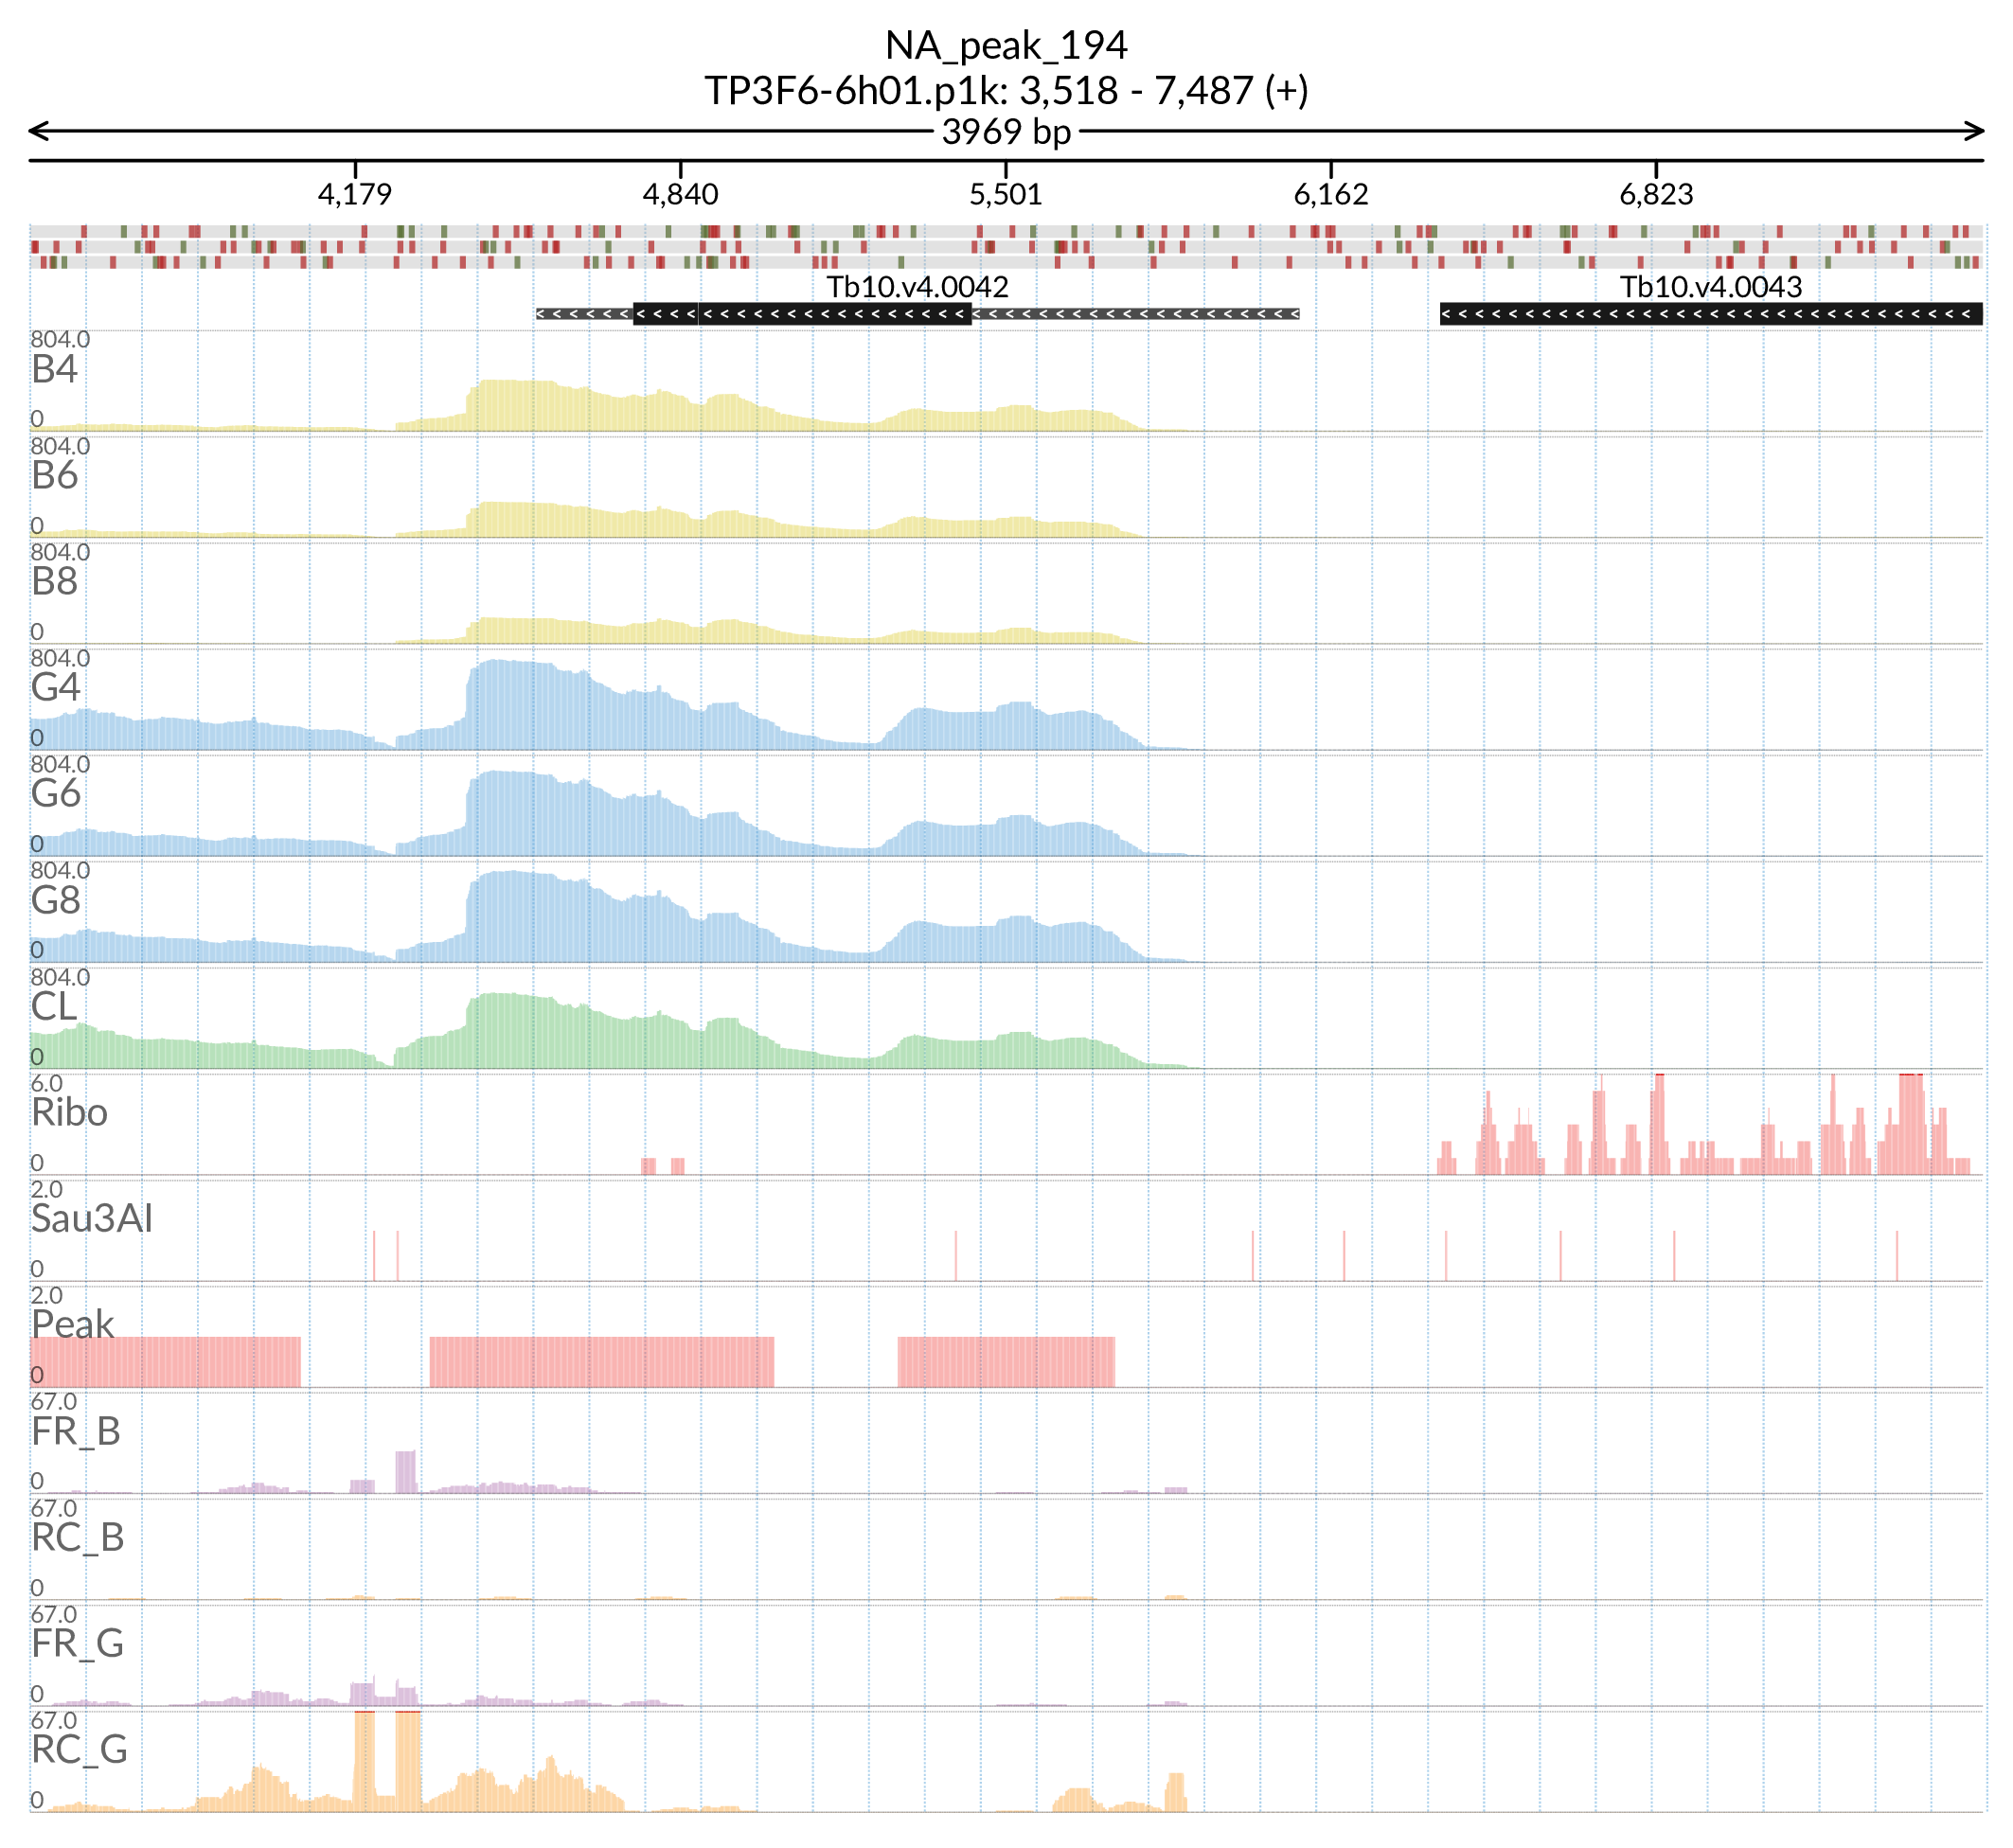 NA_peak_194
TP3F6-6h01.p1k: 3,518 - 7,487 (+)
3969 bp
4,179 4,840 5,501 6,162 6,823
Tb10.v4.0042 Tb10.v4.0043
804.0
B4
0
804.0
B6
0
804.0
B8
0
804.0
G4
0
804.0
G6
0
804.0
G8
0
804.0
CL
0
6.0
Ribo
0
2.0
Sau3AI
0
2.0
Peak
0
67.0
FR_B
0
67.0
RC_B
0
67.0
FR_G
0
67.0
RC_G
0